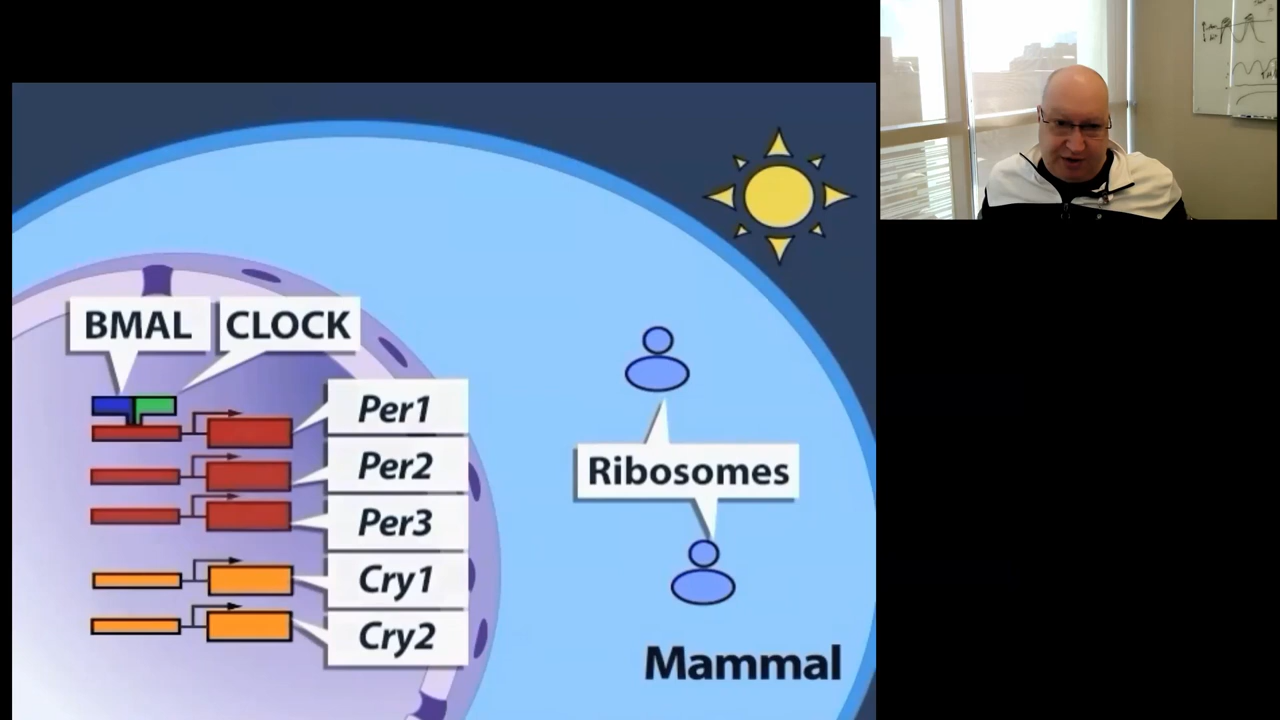 BMAL
CLOCK
Per1
Per2
Per3
Cry1
Cry2
Ribosomes
Mammal